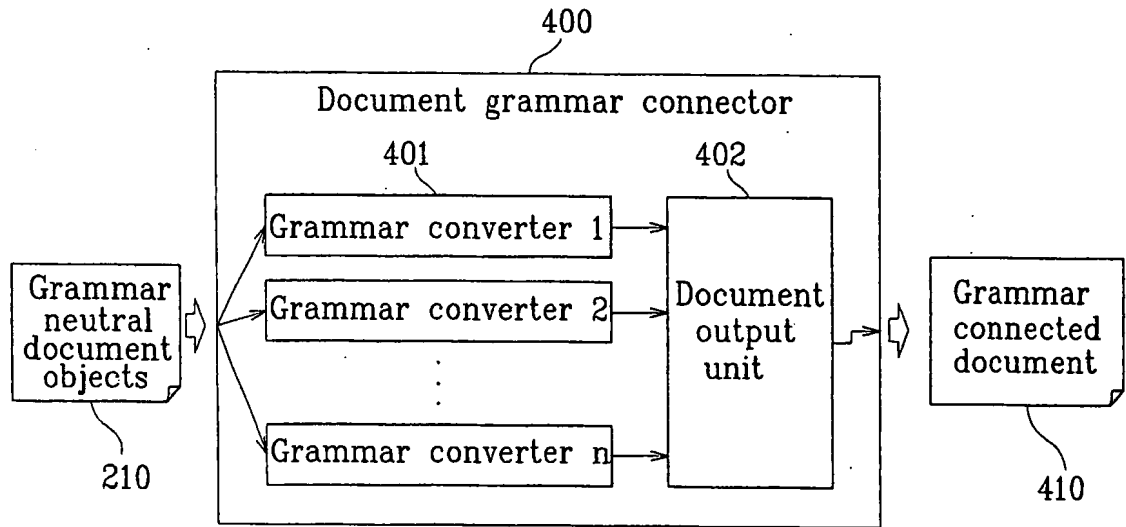 400
Document grammar connector
401
402
Grammar converter 1
Grammar converter 2
Grammar converter n
Grammar
neutral
document
objects
Document
output
unit
Grammar
connected
document
210
410